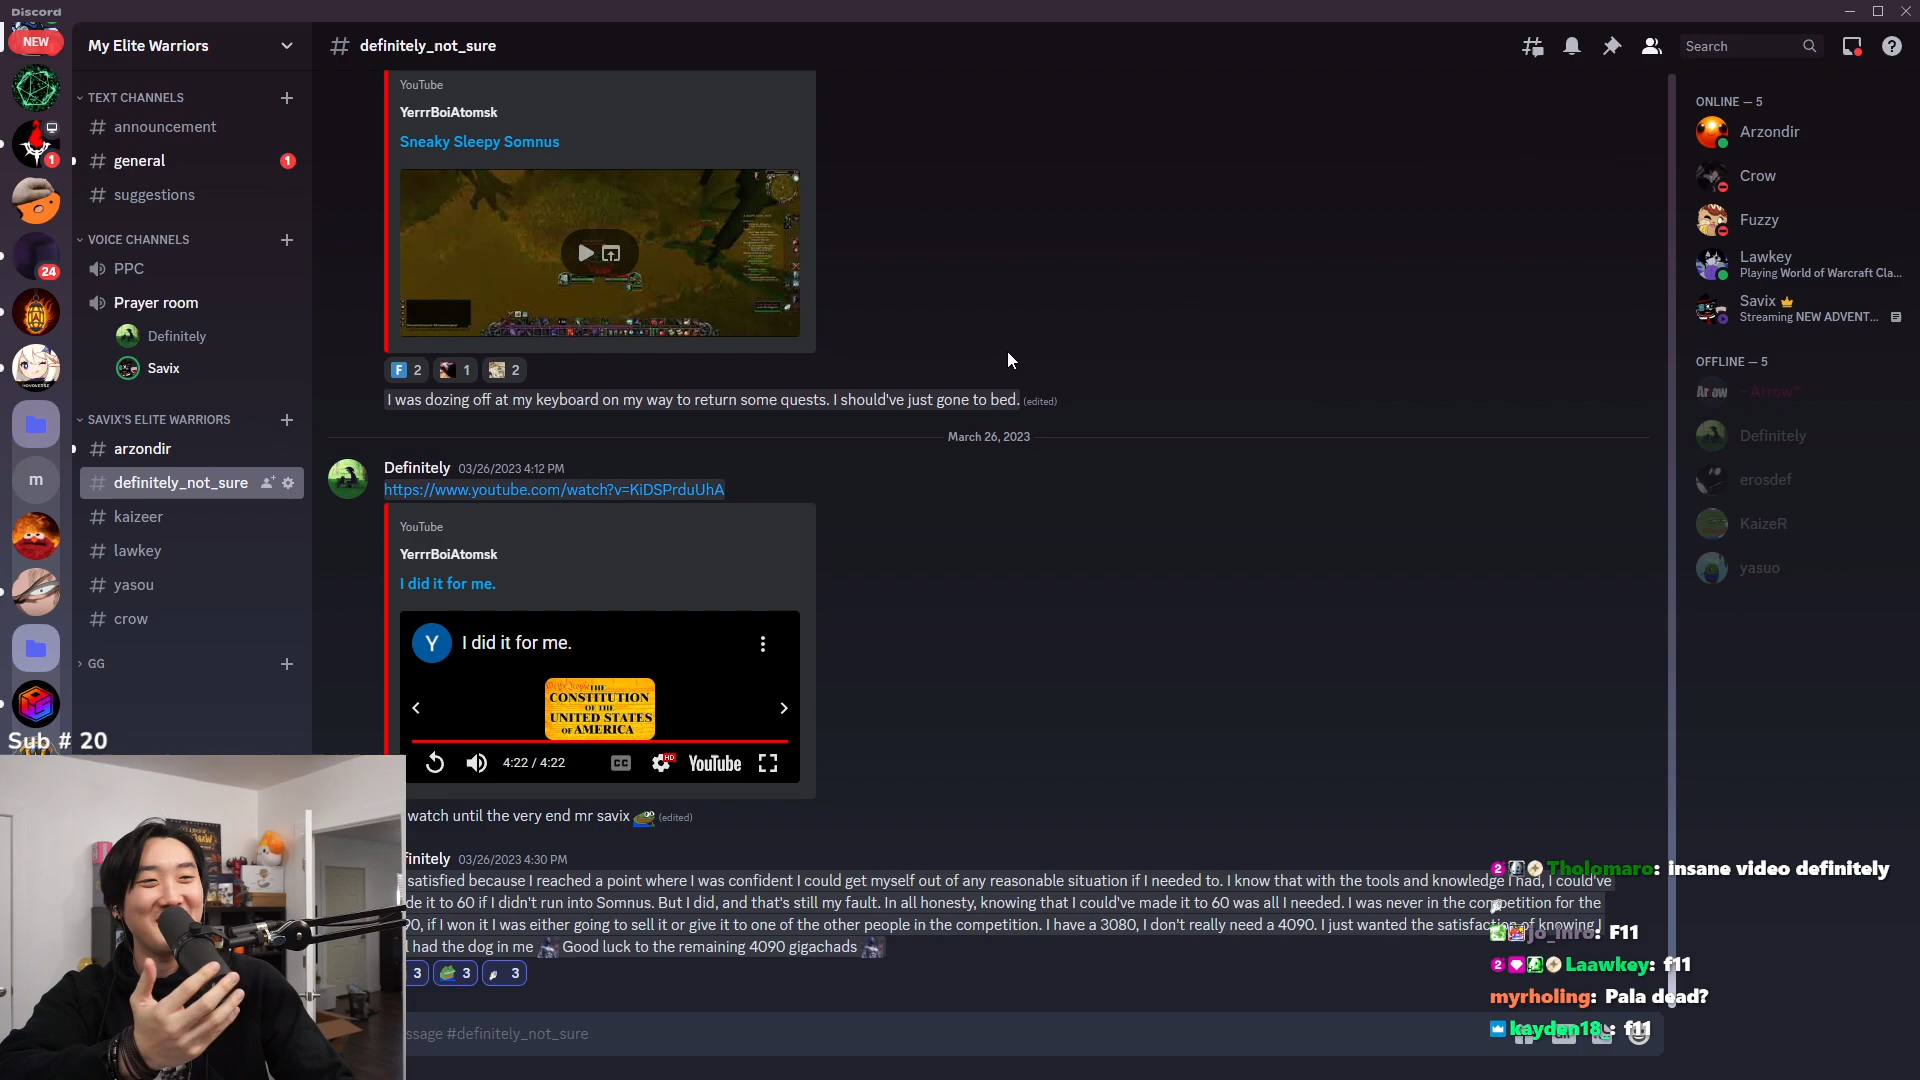 Discord
NEW
My Elite Warriors
definitely_not_sure
Search
TEXT CHANNELS
announcement
general
1
suggestions
1
24
VOICE CHANNELS
PPC
Prayer room
Definitely
Savix
SAVIX'S ELITE WARRIORS
arzondir
definitely_not_sure
kaizeer
lawkey
yasou
crow
m
GG
Sub # 20
YouTube
YerrrBoiAtomsk
Sneaky Sleepy Somnus
F 2
1
2
I was dozing off at my keyboard on my way to return some quests. I should've just gone to bed. (edited)
March 26, 2023
Definitely 03/26/2023 4:12 PM
https://www.youtube.com/watch?v=KiDSPrduUhA
YouTube
YerrrBoiAtomsk
I did it for me.
Y I did it for me.
We the People THE
CONSTITUTION
OF THE
UNITED STATES
OF AMERICA
4:22 / 4:22 CC HD YouTube
watch until the very end mr savix (edited)
finitely 03/26/2023 4:30 PM
satisfied because I reached a point where I was confident I could get myself out of any reasonable situation if I needed to. I know that with the tools and knowledge I had, I could've
de it to 60 if I didn't run into Somnus. But I did, and that's still my fault. In all honesty, knowing that I could've made it to 60 was all I needed. I was never in the competition for the
90, if I won it I was either going to sell it or give it to one of the other people in the competition. I have a 3080, I don't really need a 4090. I just wanted the satisfaction of knowing I
had the dog in me Good luck to the remaining 4090 gigachads
3
3
3
ssage #definitely_not_sure
ONLINE — 5
Arzondir
Crow
Fuzzy
Lawkey
Playing World of Warcraft Cla...
Savix
Streaming NEW ADVENT...
OFFLINE — 5
Arrow ~Arrow~
Definitely
erosdef
KaizeR
yasuo
2 Tholomaro: insane video definitely
jo_inro: F11
2 Laawkey: f11
myrholing: Pala dead?
kayden18_: f11